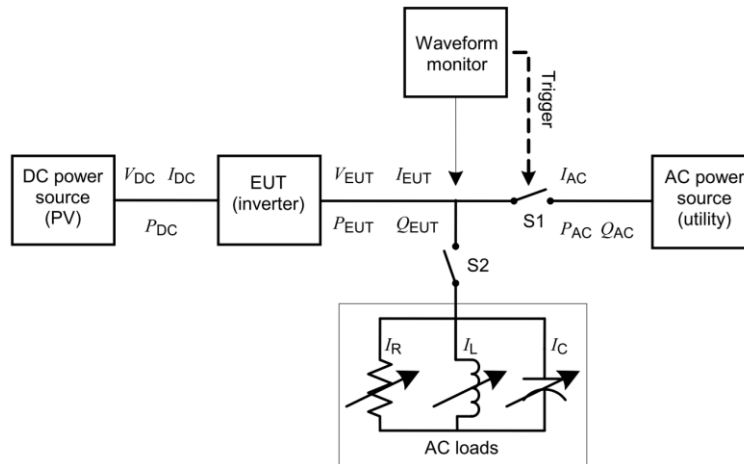 Waveform
monitor
Trigger
DC power
source
(PV)
V_DC I_DC
P_DC
EUT
(inverter)
V_EUT I_EUT
P_EUT Q_EUT
I_AC
S1
P_AC Q_AC
AC power
source
(utility)
S2
I_R I_L I_C
AC loads